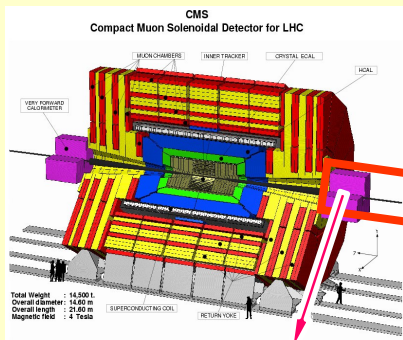 CMS
Compact Muon Solenoidal Detector for LHC
MUON CHAMBERS
INNER TRACKER
CRYSTAL ECAL
HCAL
VERY FORWARD
CALORIMETER
Total Weight : 14,500 t.
Overall diameter : 14.60 m
Overall length : 21.60 m
Magnetic field : 4 Tesla
SUPERCONDUCTING COIL
RETURN YOKE